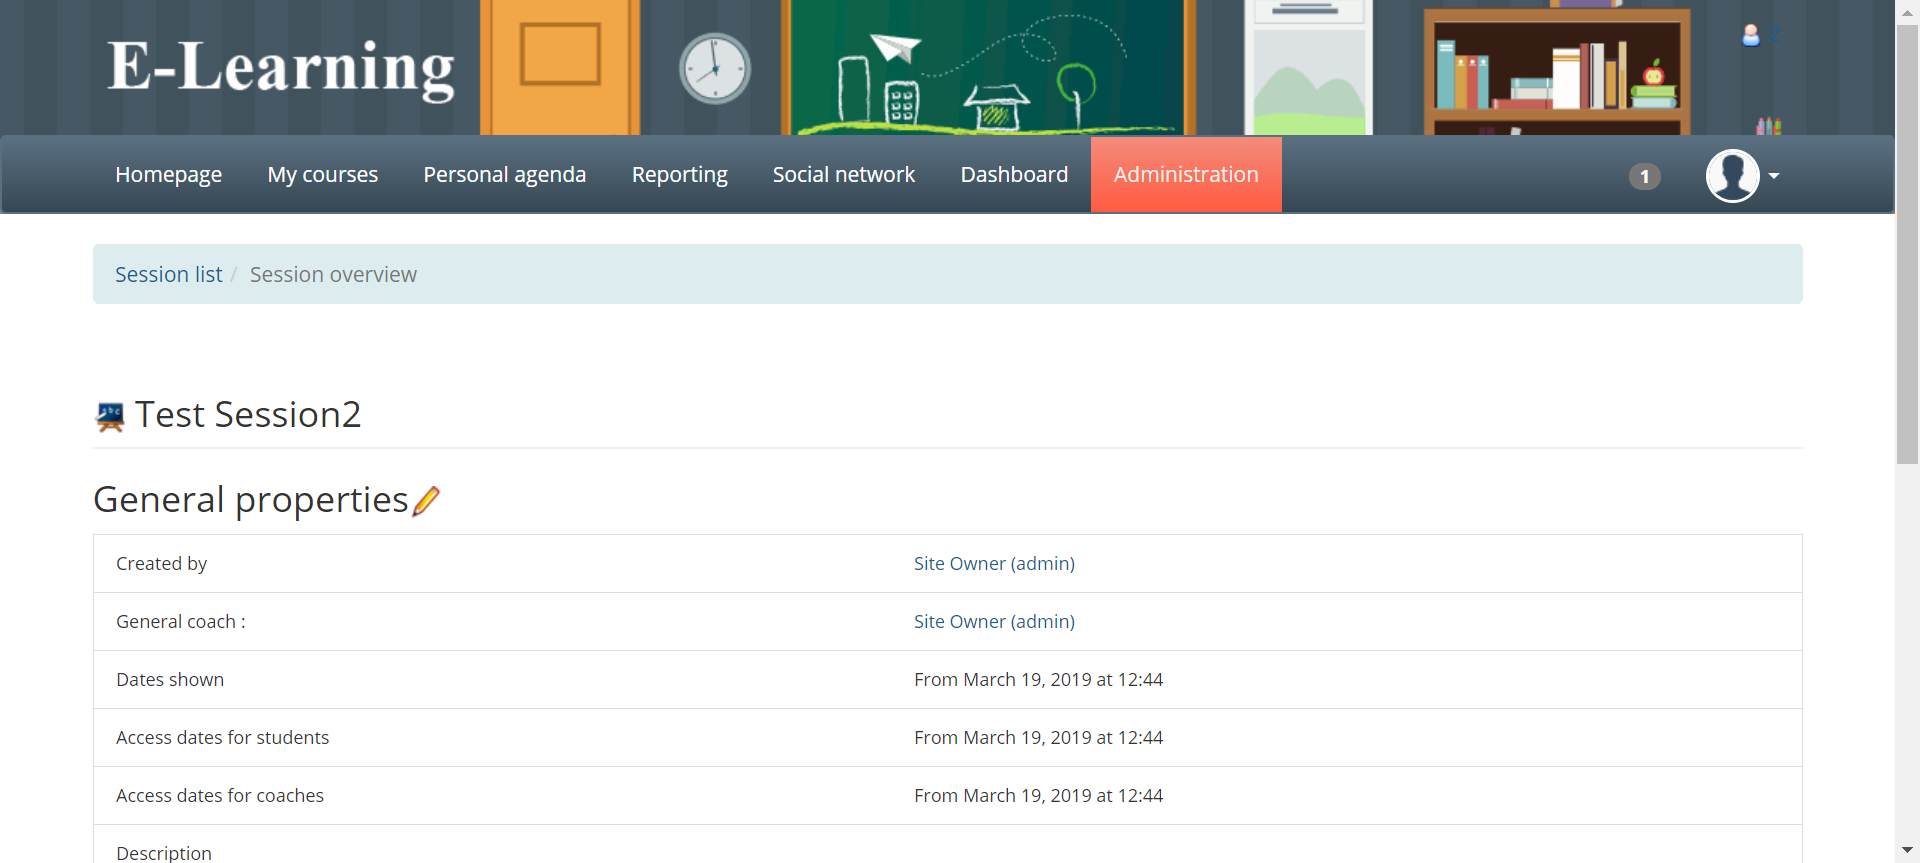 E-Learning
2
Homepage My courses Personal agenda Reporting Social network Dashboard Administration 1
Session list / Session overview
abc
Test Session2
General properties
Created by Site Owner (admin)
General coach : Site Owner (admin)
Dates shown From March 19, 2019 at 12:44
Access dates for students From March 19, 2019 at 12:44
Access dates for coaches From March 19, 2019 at 12:44
Description